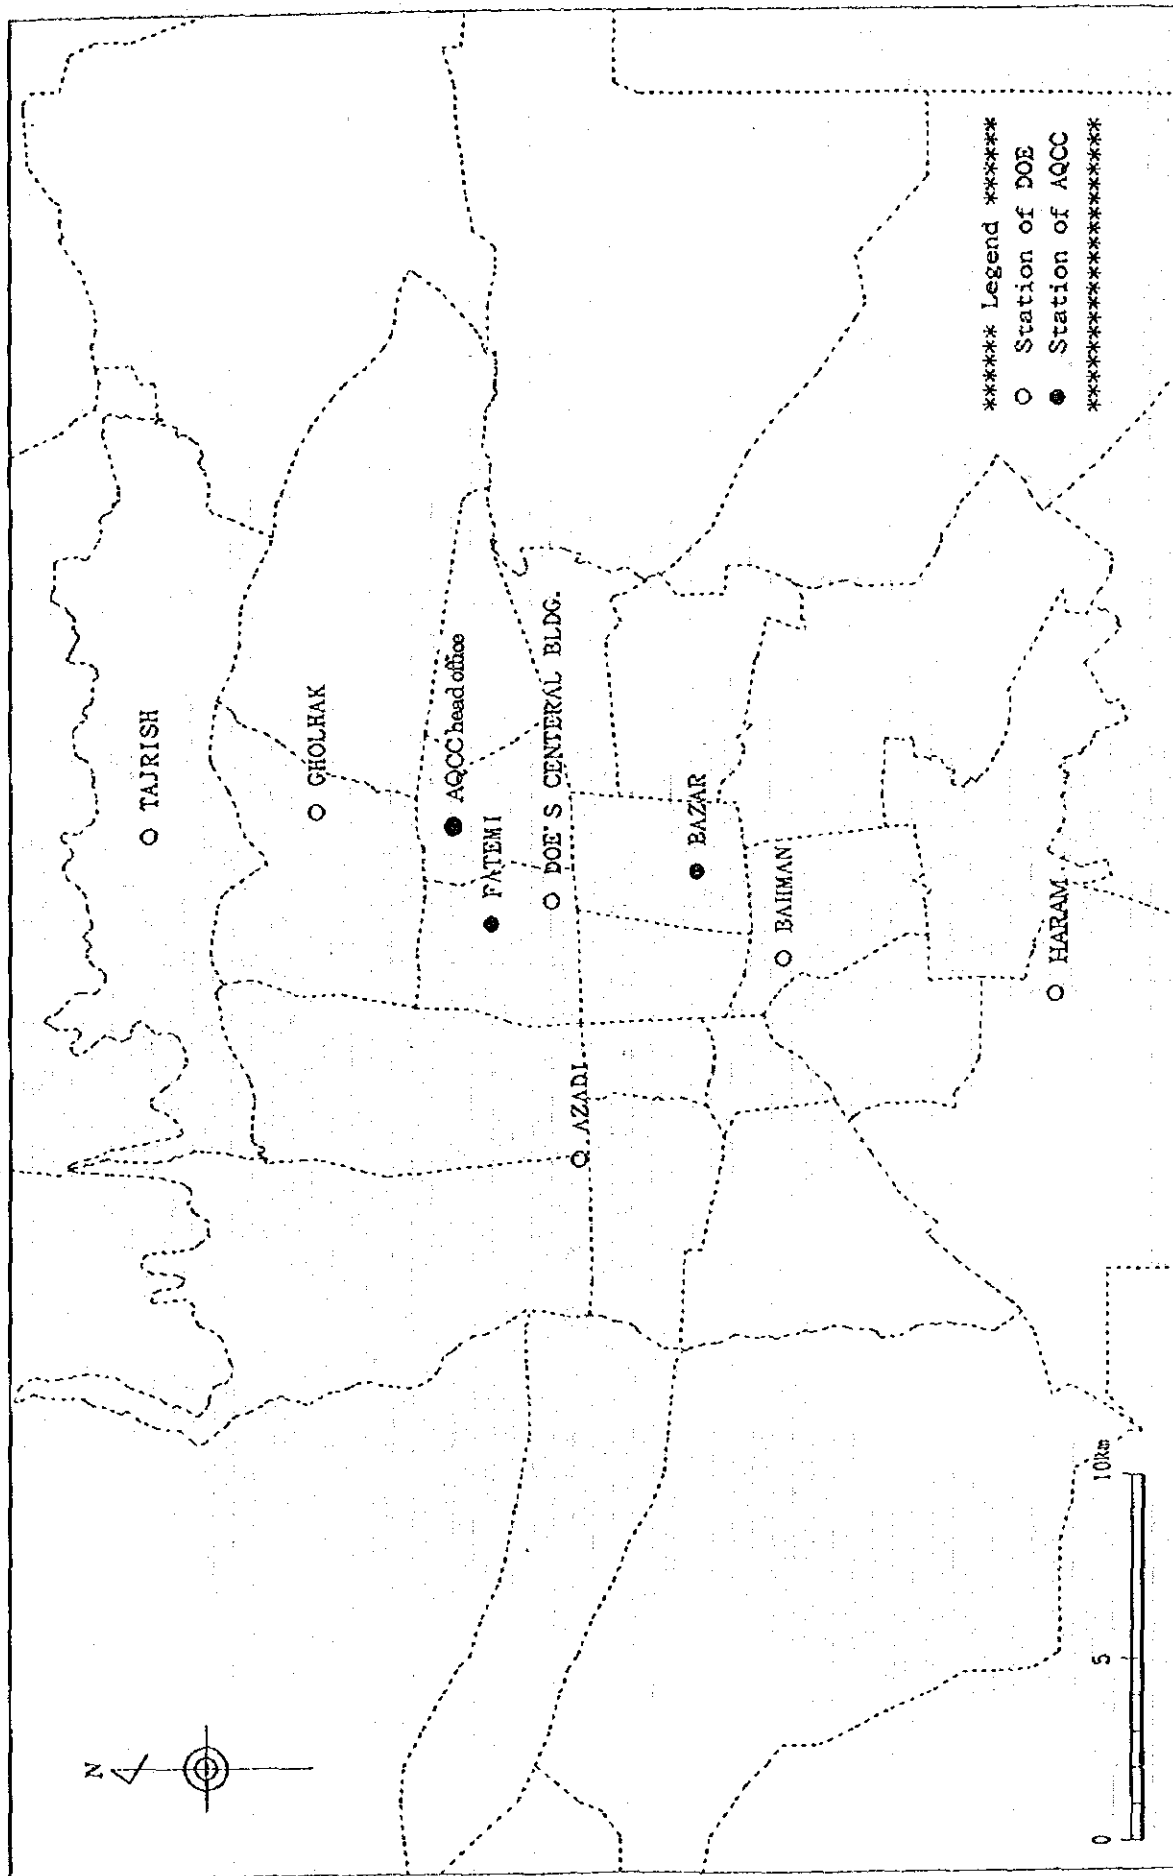 N
TAJRISH
GHOLHAK
AQCC head office
FATEMI
DOE'S CENTERAL BLDG.
AZADI
BAZAR
BAHMAN
HARAM
****** Legend ******
○ Station of DOE
● Station of AQCC
********************
0 5 10Km